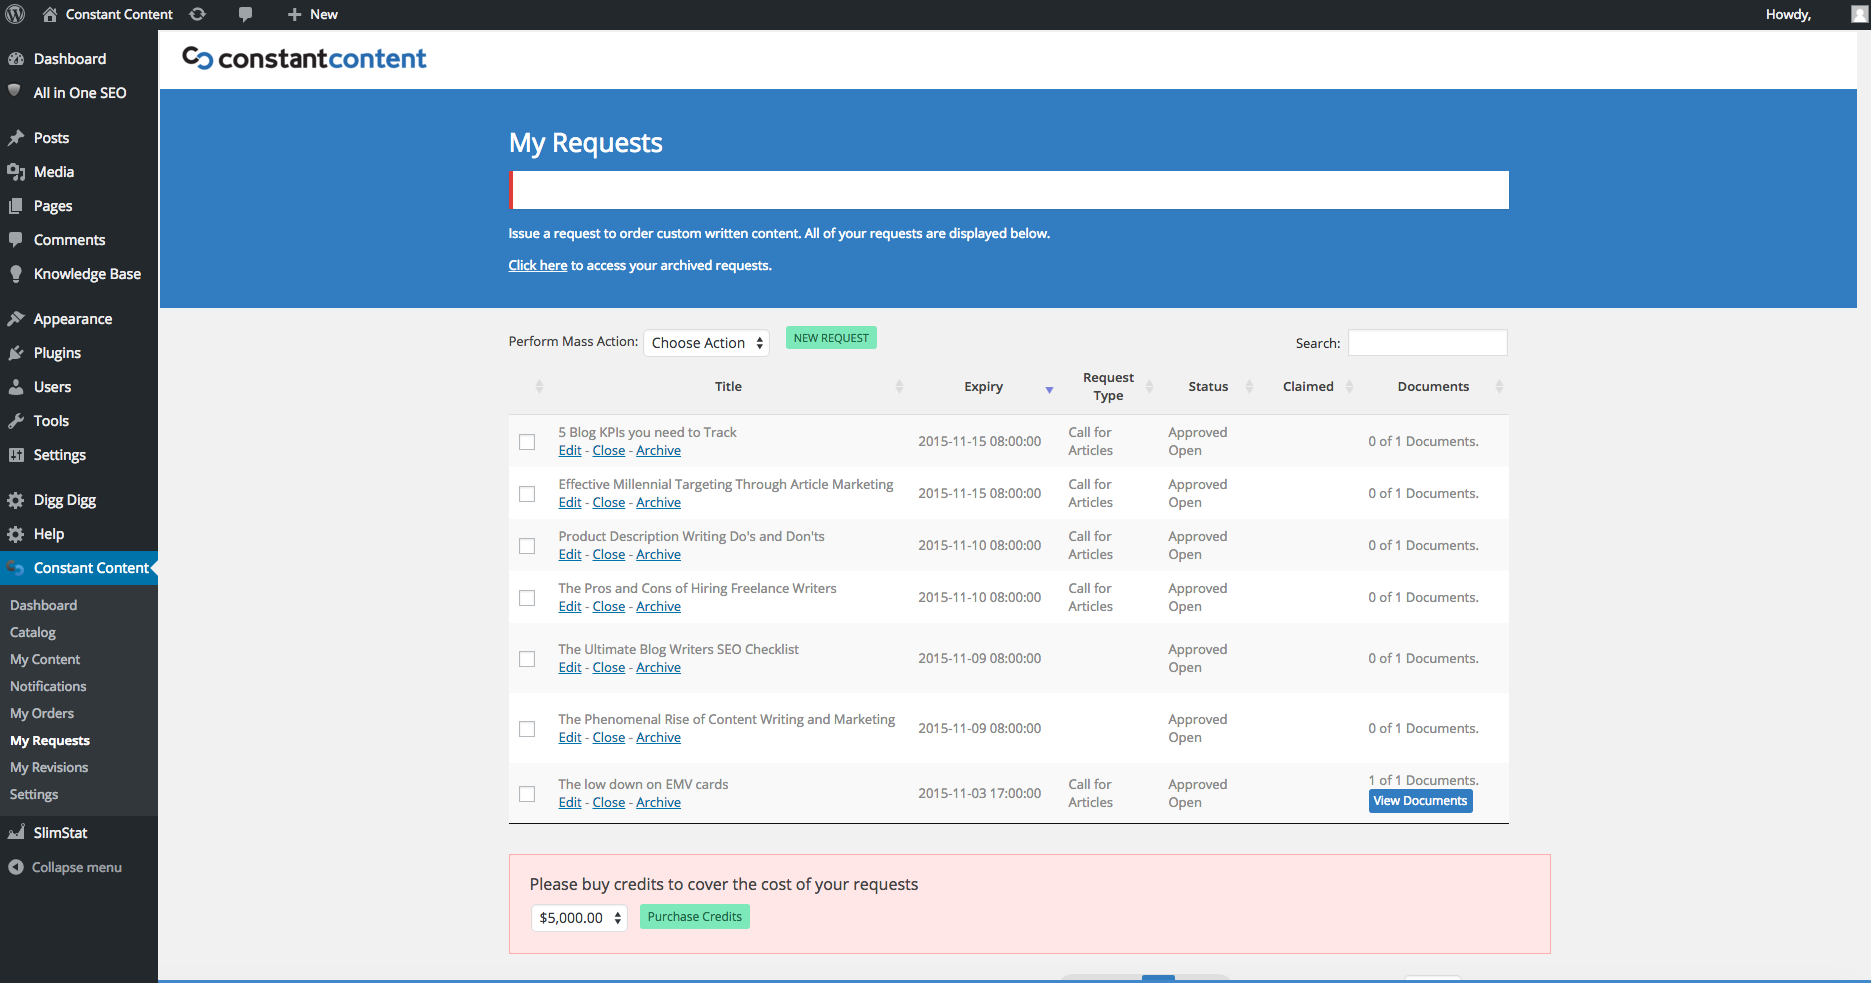 Constant Content
New
Howdy,
Dashboard
All in One SEO
Posts
Media
Pages
Comments
Knowledge Base
Appearance
Plugins
Users
Tools
Settings
Digg Digg
Help
Constant Content
Dashboard
Catalog
My Content
Notifications
My Orders
My Requests
My Revisions
Settings
SlimStat
Collapse menu
constantcontent
My Requests
Issue a request to order custom written content. All of your requests are displayed below.
Click here to access your archived requests.
Perform Mass Action: Choose Action NEW REQUEST Search:
Title Expiry Request Type Status Claimed Documents
5 Blog KPIs you need to Track
Edit - Close - Archive
2015-11-15 08:00:00
Call for
Articles
Approved
Open
0 of 1 Documents.
Effective Millennial Targeting Through Article Marketing
Edit - Close - Archive
2015-11-15 08:00:00
Call for
Articles
Approved
Open
0 of 1 Documents.
Product Description Writing Do's and Don'ts
Edit - Close - Archive
2015-11-10 08:00:00
Call for
Articles
Approved
Open
0 of 1 Documents.
The Pros and Cons of Hiring Freelance Writers
Edit - Close - Archive
2015-11-10 08:00:00
Call for
Articles
Approved
Open
0 of 1 Documents.
The Ultimate Blog Writers SEO Checklist
Edit - Close - Archive
2015-11-09 08:00:00
Approved
Open
0 of 1 Documents.
The Phenomenal Rise of Content Writing and Marketing
Edit - Close - Archive
2015-11-09 08:00:00
Approved
Open
0 of 1 Documents.
The low down on EMV cards
Edit - Close - Archive
2015-11-03 17:00:00
Call for
Articles
Approved
Open
1 of 1 Documents.
View Documents
Please buy credits to cover the cost of your requests
$5,000.00 Purchase Credits